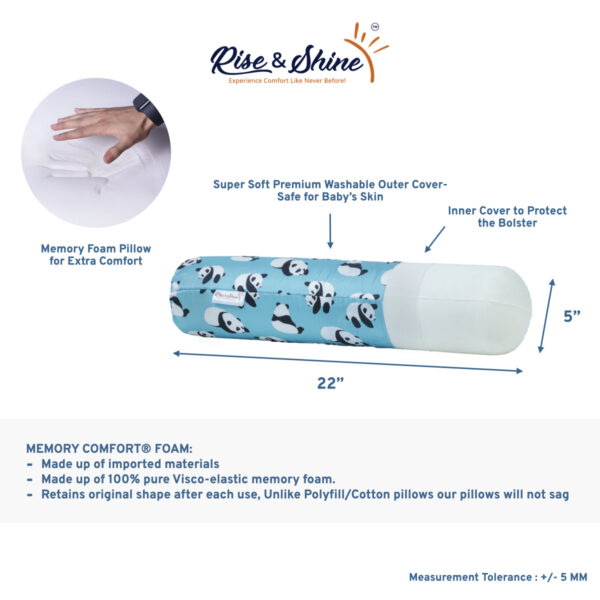 Rise & Shine
TM
Experience Comfort Like Never Before!
Super Soft Premium Washable Outer Cover-
Safe for Baby's Skin
Inner Cover to Protect
the Bolster
Memory Foam Pillow
for Extra Comfort
Rise & Shine
5”
22”
MEMORY COMFORT® FOAM:
- Made up of imported materials
- Made up of 100% pure Visco-elastic memory foam.
- Retains original shape after each use, Unlike Polyfill/Cotton pillows our pillows will not sag
Measurement Tolerance : +/- 5 MM